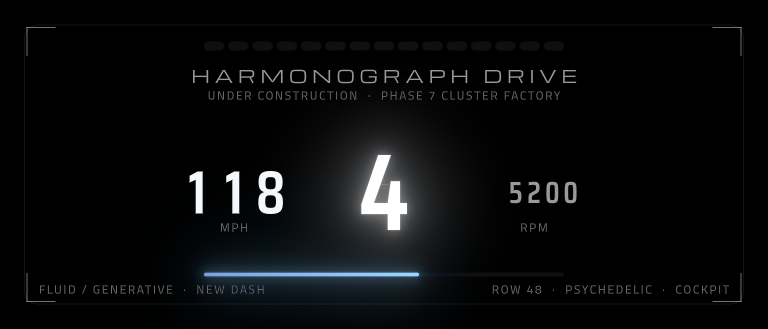 HARMONOGRAPH DRIVE
UNDER CONSTRUCTION · PHASE 7 CLUSTER FACTORY
118 4 5200
MPH RPM
FLUID / GENERATIVE · NEW DASH ROW 48 · PSYCHEDELIC · COCKPIT